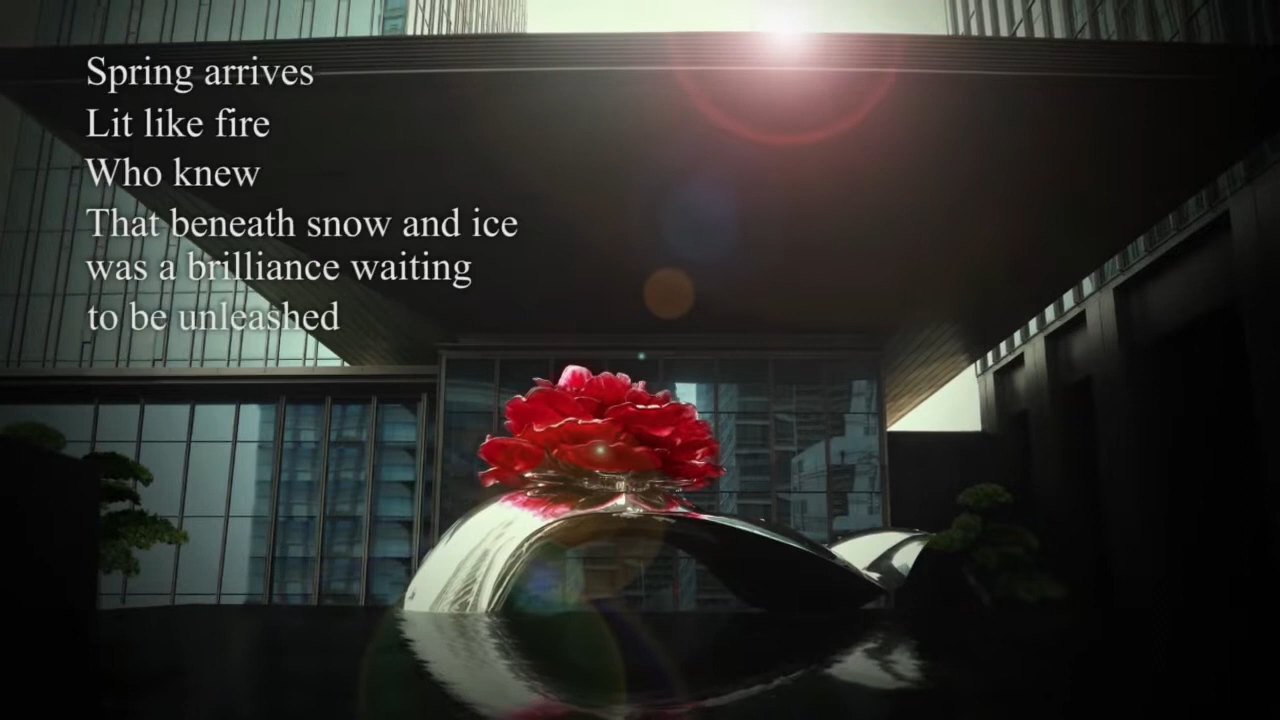 Spring arrives
Lit like fire
Who knew
That beneath snow and ice
was a brilliance waiting
to be unleashed